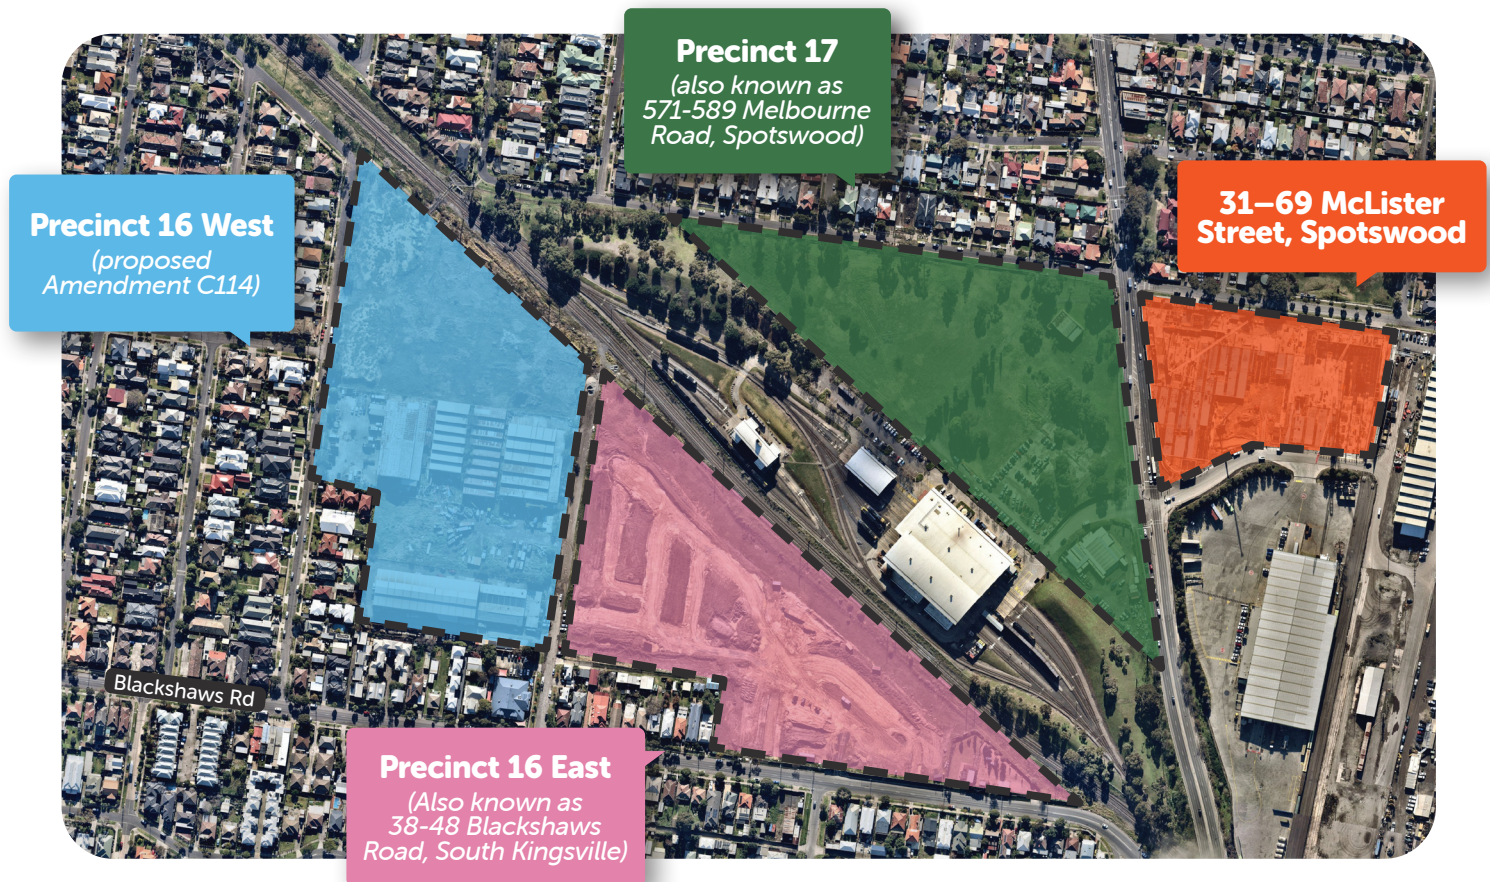 Precinct 17
(also known as
571-589 Melbourne
Road, Spotswood)
Precinct 16 West
(proposed
Amendment C114)
31–69 McLister
Street, Spotswood
Blackshaws Rd
Precinct 16 East
(Also known as
38-48 Blackshaws
Road, South Kingsville)